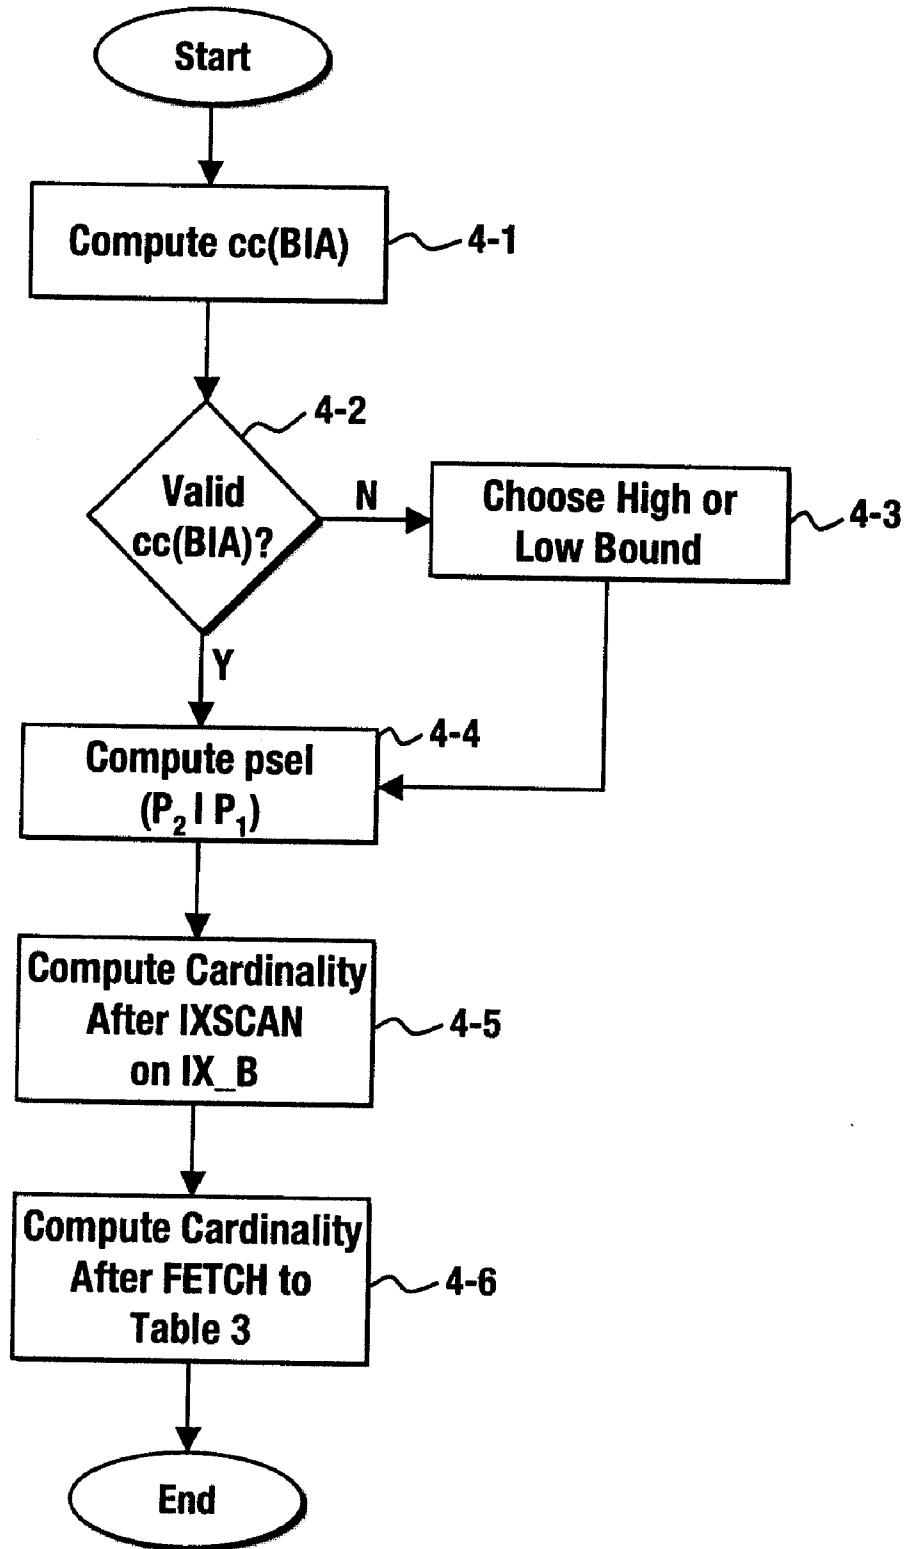 Start
Compute cc(BIA)
4-1
4-2
Valid
cc(BIA)?
N
Choose High or
Low Bound
4-3
Y
4-4
Compute psel
(P2 I P1)
Compute Cardinality
After IXSCAN
on IX_B
4-5
Compute Cardinality
After FETCH to
Table 3
4-6
End